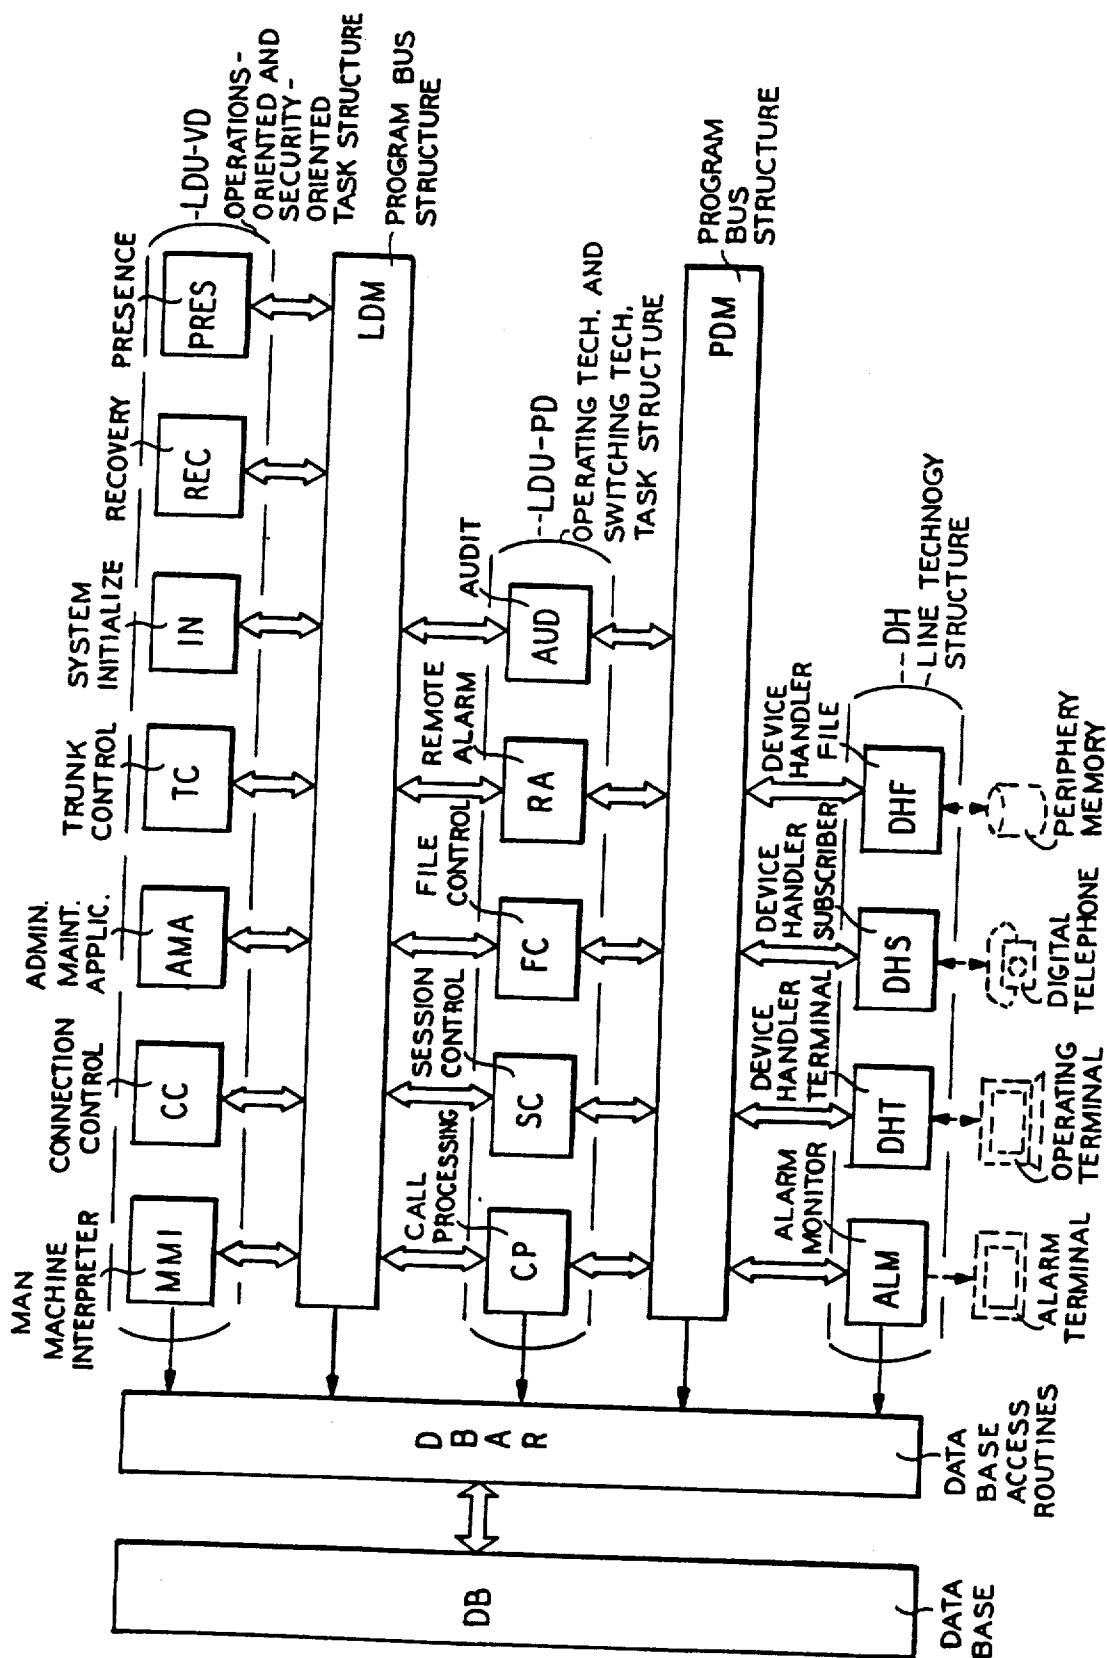 MAN
MACHINE
INTERPRETER
CONNECTION
CONTROL
ADMIN.
MAINT.
APPLIC.
TRUNK
CONTROL
SYSTEM
INITIALIZE
RECOVERY
PRESENCE
MMI
CC
AMA
TC
IN
REC
PRES
--LDU-VD
OPERATIONS-
ORIENTED AND
SECURITY-
ORIENTED
TASK STRUCTURE
LDM
PROGRAM BUS
STRUCTURE
CALL
PROCESSING
SESSION
CONTROL
FILE
CONTROL
REMOTE
ALARM
AUDIT
CP
SC
FC
RA
AUD
--LDU-PD
OPERATING TECH. AND
SWITCHING TECH,
TASK STRUCTURE
PDM
PROGRAM
BUS
STRUCTURE
ALARM
MONITOR
DEVICE
HANDLER
TERMINAL
DEVICE
HANDLER
SUBSCRIBER
DEVICE
HANDLER
FILE
ALM
DHT
DHS
DHF
--DH
LINE TECHNOGY
STRUCTURE
ALARM
TERMINAL
OPERATING
TERMINAL
DIGITAL
TELEPHONE
PERIPHERY
MEMORY
DB
DATA
BASE
DBAR
DATA
BASE
ACCESS
ROUTINES